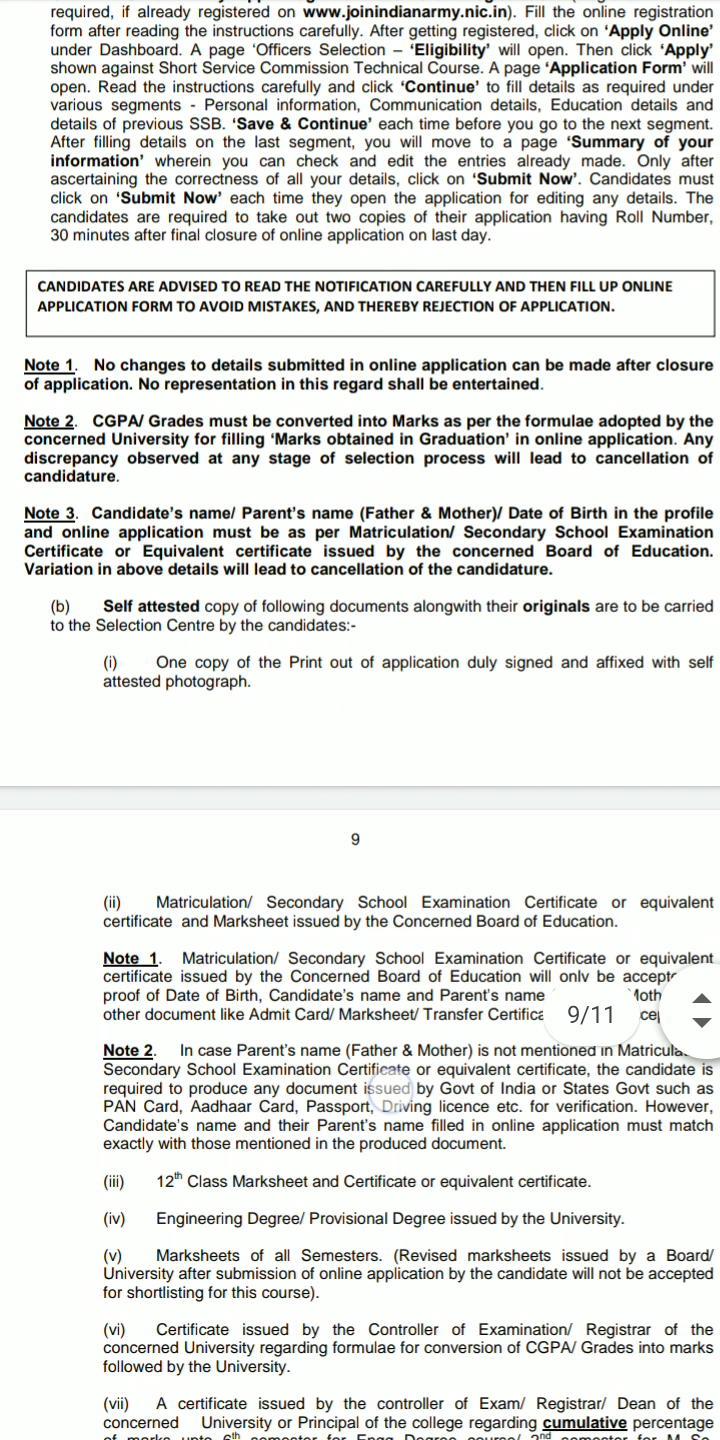 required, if already registered on www.joinindianarmy.nic.in). Fill the online registration
form after reading the instructions carefully. After getting registered, click on ‘Apply Online’
under Dashboard. A page ‘Officers Selection – ‘Eligibility’ will open. Then click ‘Apply’
shown against Short Service Commission Technical Course. A page ‘Application Form’ will
open. Read the instructions carefully and click ‘Continue’ to fill details as required under
various segments - Personal information, Communication details, Education details and
details of previous SSB. ‘Save & Continue’ each time before you go to the next segment.
After filling details on the last segment, you will move to a page ‘Summary of your
information’ wherein you can check and edit the entries already made. Only after
ascertaining the correctness of all your details, click on ‘Submit Now’. Candidates must
click on ‘Submit Now’ each time they open the application for editing any details. The
candidates are required to take out two copies of their application having Roll Number,
30 minutes after final closure of online application on last day.
CANDIDATES ARE ADVISED TO READ THE NOTIFICATION CAREFULLY AND THEN FILL UP ONLINE
APPLICATION FORM TO AVOID MISTAKES, AND THEREBY REJECTION OF APPLICATION.
Note 1. No changes to details submitted in online application can be made after closure
of application. No representation in this regard shall be entertained.
Note 2. CGPA/ Grades must be converted into Marks as per the formulae adopted by the
concerned University for filling ‘Marks obtained in Graduation’ in online application. Any
discrepancy observed at any stage of selection process will lead to cancellation of
candidature.
Note 3. Candidate’s name/ Parent’s name (Father & Mother)/ Date of Birth in the profile
and online application must be as per Matriculation/ Secondary School Examination
Certificate or Equivalent certificate issued by the concerned Board of Education.
Variation in above details will lead to cancellation of the candidature.
(b) Self attested copy of following documents alongwith their originals are to be carried
to the Selection Centre by the candidates:-
(i) One copy of the Print out of application duly signed and affixed with self
attested photograph.
9
(ii) Matriculation/ Secondary School Examination Certificate or equivalent
certificate and Marksheet issued by the Concerned Board of Education.
Note 1. Matriculation/ Secondary School Examination Certificate or equivalent
certificate issued by the Concerned Board of Education will only be
proof of Date of Birth, Candidate’s name and Parent’s name
other document like Admit Card/ Marksheet/ Transfer
9/11
Note 2. In case Parent’s name (Father & Mother) is not mentioned in
Secondary School Examination Certificate or equivalent certificate, the candidate is
required to produce any document issued by Govt of India or States Govt such as
PAN Card, Aadhaar Card, Passport, Driving licence etc. for verification. However,
Candidate’s name and their Parent’s name filled in online application must match
exactly with those mentioned in the produced document.
(iii) 12th Class Marksheet and Certificate or equivalent certificate.
(iv) Engineering Degree/ Provisional Degree issued by the University.
(v) Marksheets of all Semesters. (Revised marksheets issued by a Board/
University after submission of online application by the candidate will not be accepted
for shortlisting for this course).
(vi) Certificate issued by the Controller of Examination/ Registrar of the
concerned University regarding formulae for conversion of CGPA/ Grades into marks
followed by the University.
(vii) A certificate issued by the controller of Exam/ Registrar/ Dean of the
concerned University or Principal of the college regarding cumulative percentage
of marks upto 6th semester for Engg Degree course/ 2nd semester for M Sc